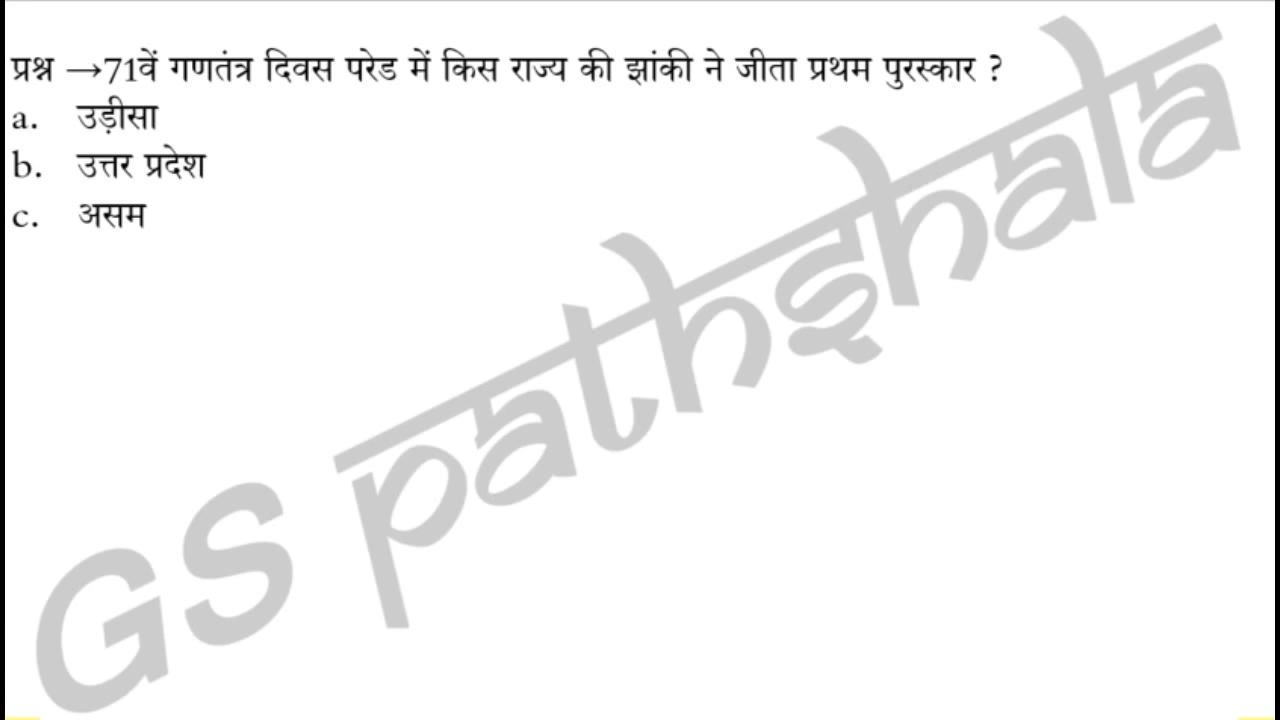 प्रश्न →71वें गणतंत्र दिवस परेड में किस राज्य की झांकी ने जीता प्रथम पुरस्कार ?
a. उड़ीसा
b. उत्तर प्रदेश
c. असम
GS pathshala